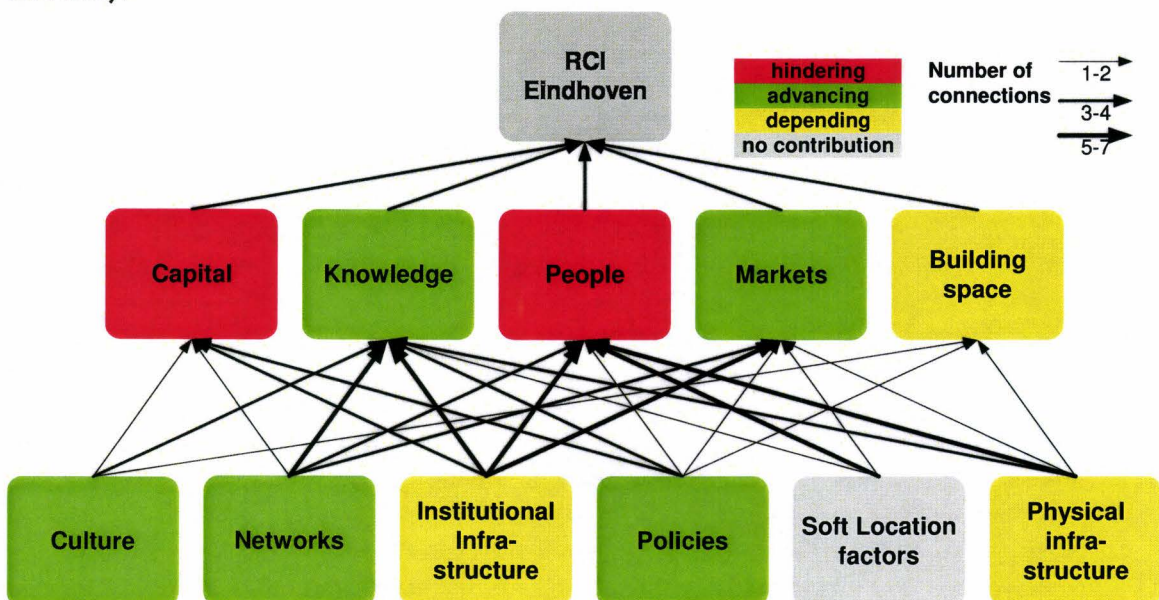 RCI
Eindhoven
hindering
advancing
depending
no contribution
Number of
connections
1-2
3-4
5-7
Capital
Knowledge
People
Markets
Building
space
Culture
Networks
Institutional
Infra-
structure
Policies
Soft Location
factors
Physical
infra-
structure